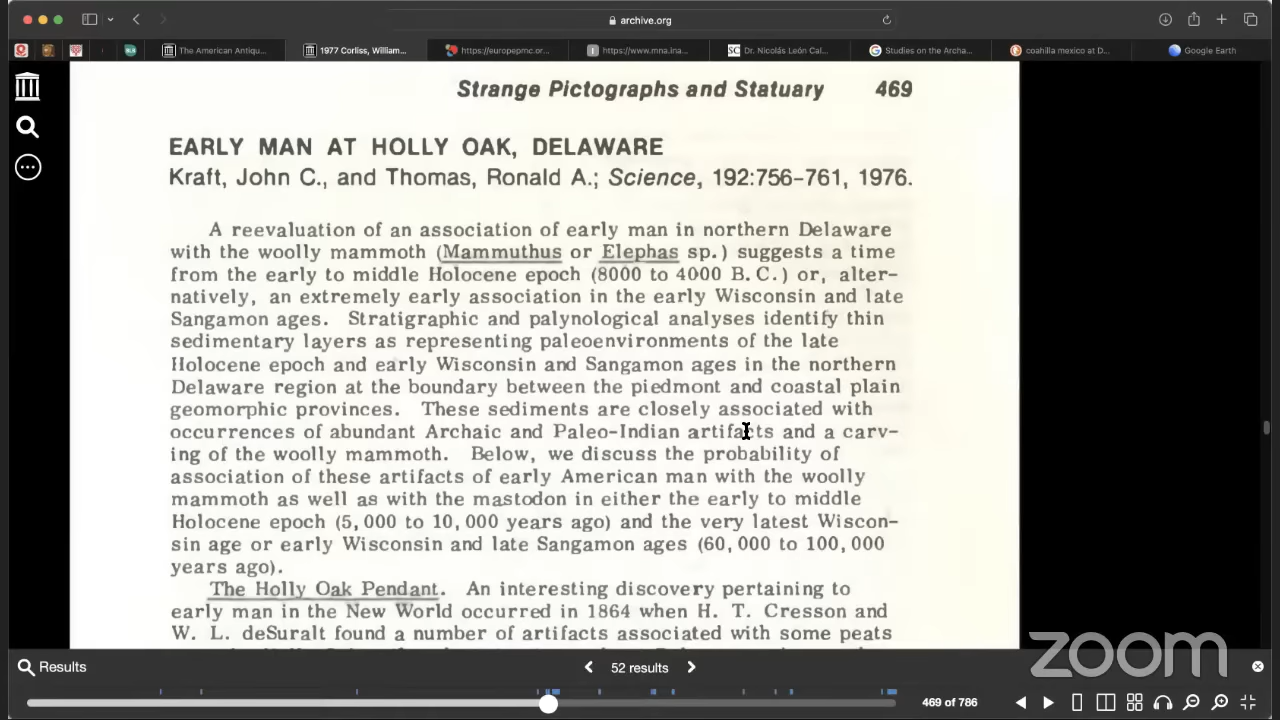 archive.org
The American Antiqu...
1977 Corliss, William...
https://europepmc.or...
https://www.mna.ina...
SC Dr. Nicolás León Cal...
Studies on the Archa...
coahilla mexico at D...
Google Earth
Strange Pictographs and Statuary 469
EARLY MAN AT HOLLY OAK, DELAWARE
Kraft, John C., and Thomas, Ronald A.; Science, 192:756-761, 1976.
A reevaluation of an association of early man in northern Delaware
with the woolly mammoth (Mammuthus or Elephas sp.) suggests a time
from the early to middle Holocene epoch (8000 to 4000 B.C.) or, alter-
natively, an extremely early association in the early Wisconsin and late
Sangamon ages. Stratigraphic and palynological analyses identify thin
sedimentary layers as representing paleoenvironments of the late
Holocene epoch and early Wisconsin and Sangamon ages in the northern
Delaware region at the boundary between the piedmont and coastal plain
geomorphic provinces. These sediments are closely associated with
occurrences of abundant Archaic and Paleo-Indian artifacts and a carv-
ing of the woolly mammoth. Below, we discuss the probability of
association of these artifacts of early American man with the woolly
mammoth as well as with the mastodon in either the early to middle
Holocene epoch (5,000 to 10,000 years ago) and the very latest Wiscon-
sin age or early Wisconsin and late Sangamon ages (60,000 to 100,000
years ago).
The Holly Oak Pendant. An interesting discovery pertaining to
early man in the New World occurred in 1864 when H. T. Cresson and
W. L. deSuralt found a number of artifacts associated with some peats
zoom
Results
52 results
469 of 786